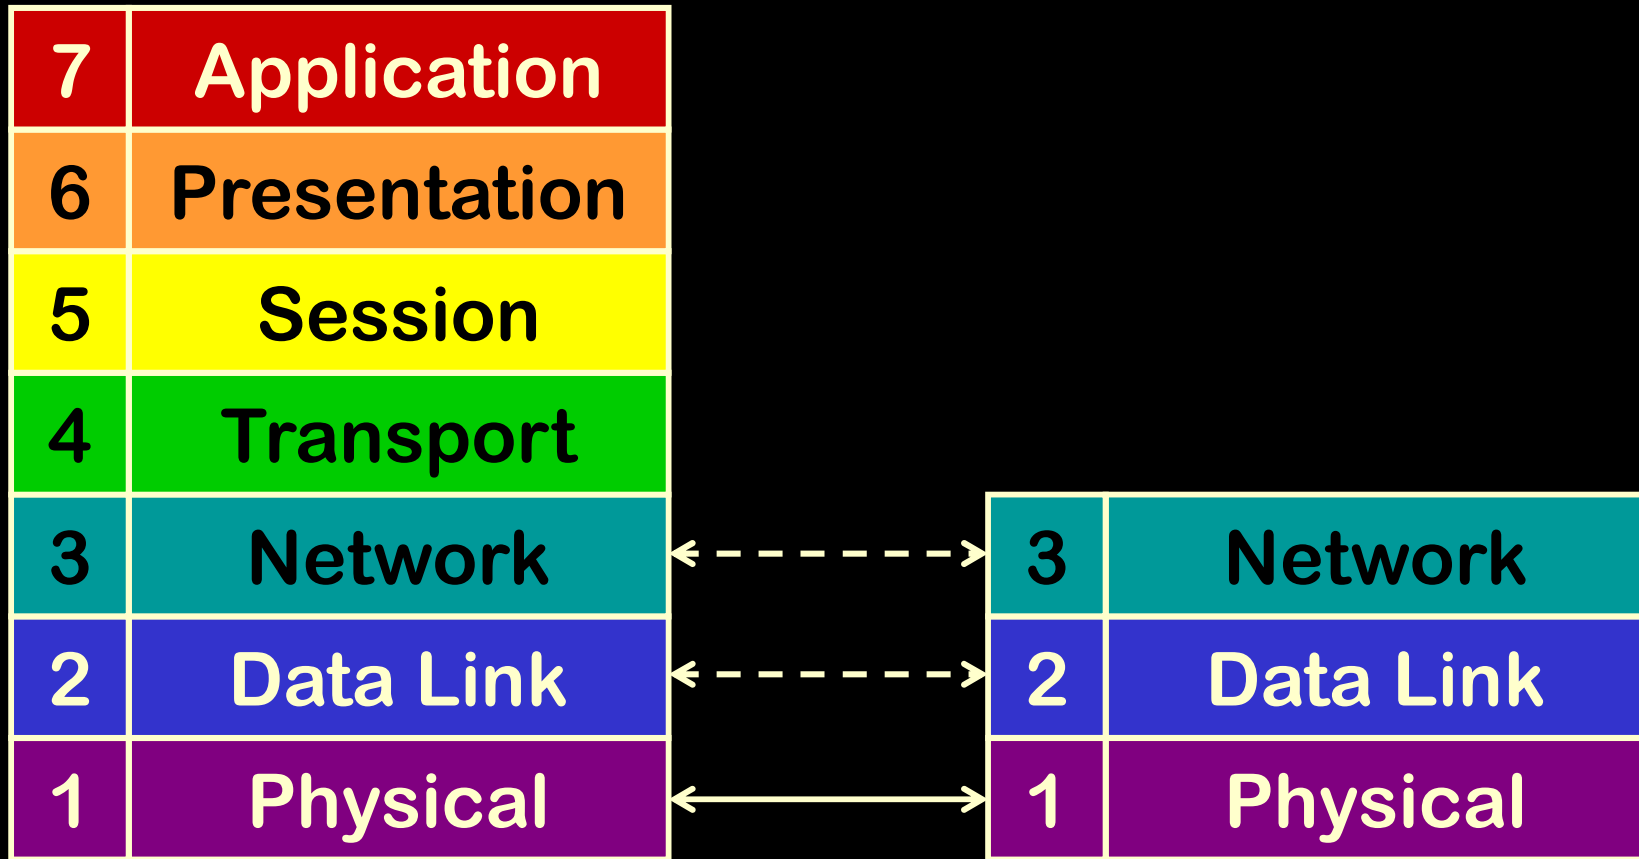 7 Application
6 Presentation
5 Session
4 Transport
3 Network 3 Network
2 Data Link 2 Data Link
1 Physical 1 Physical